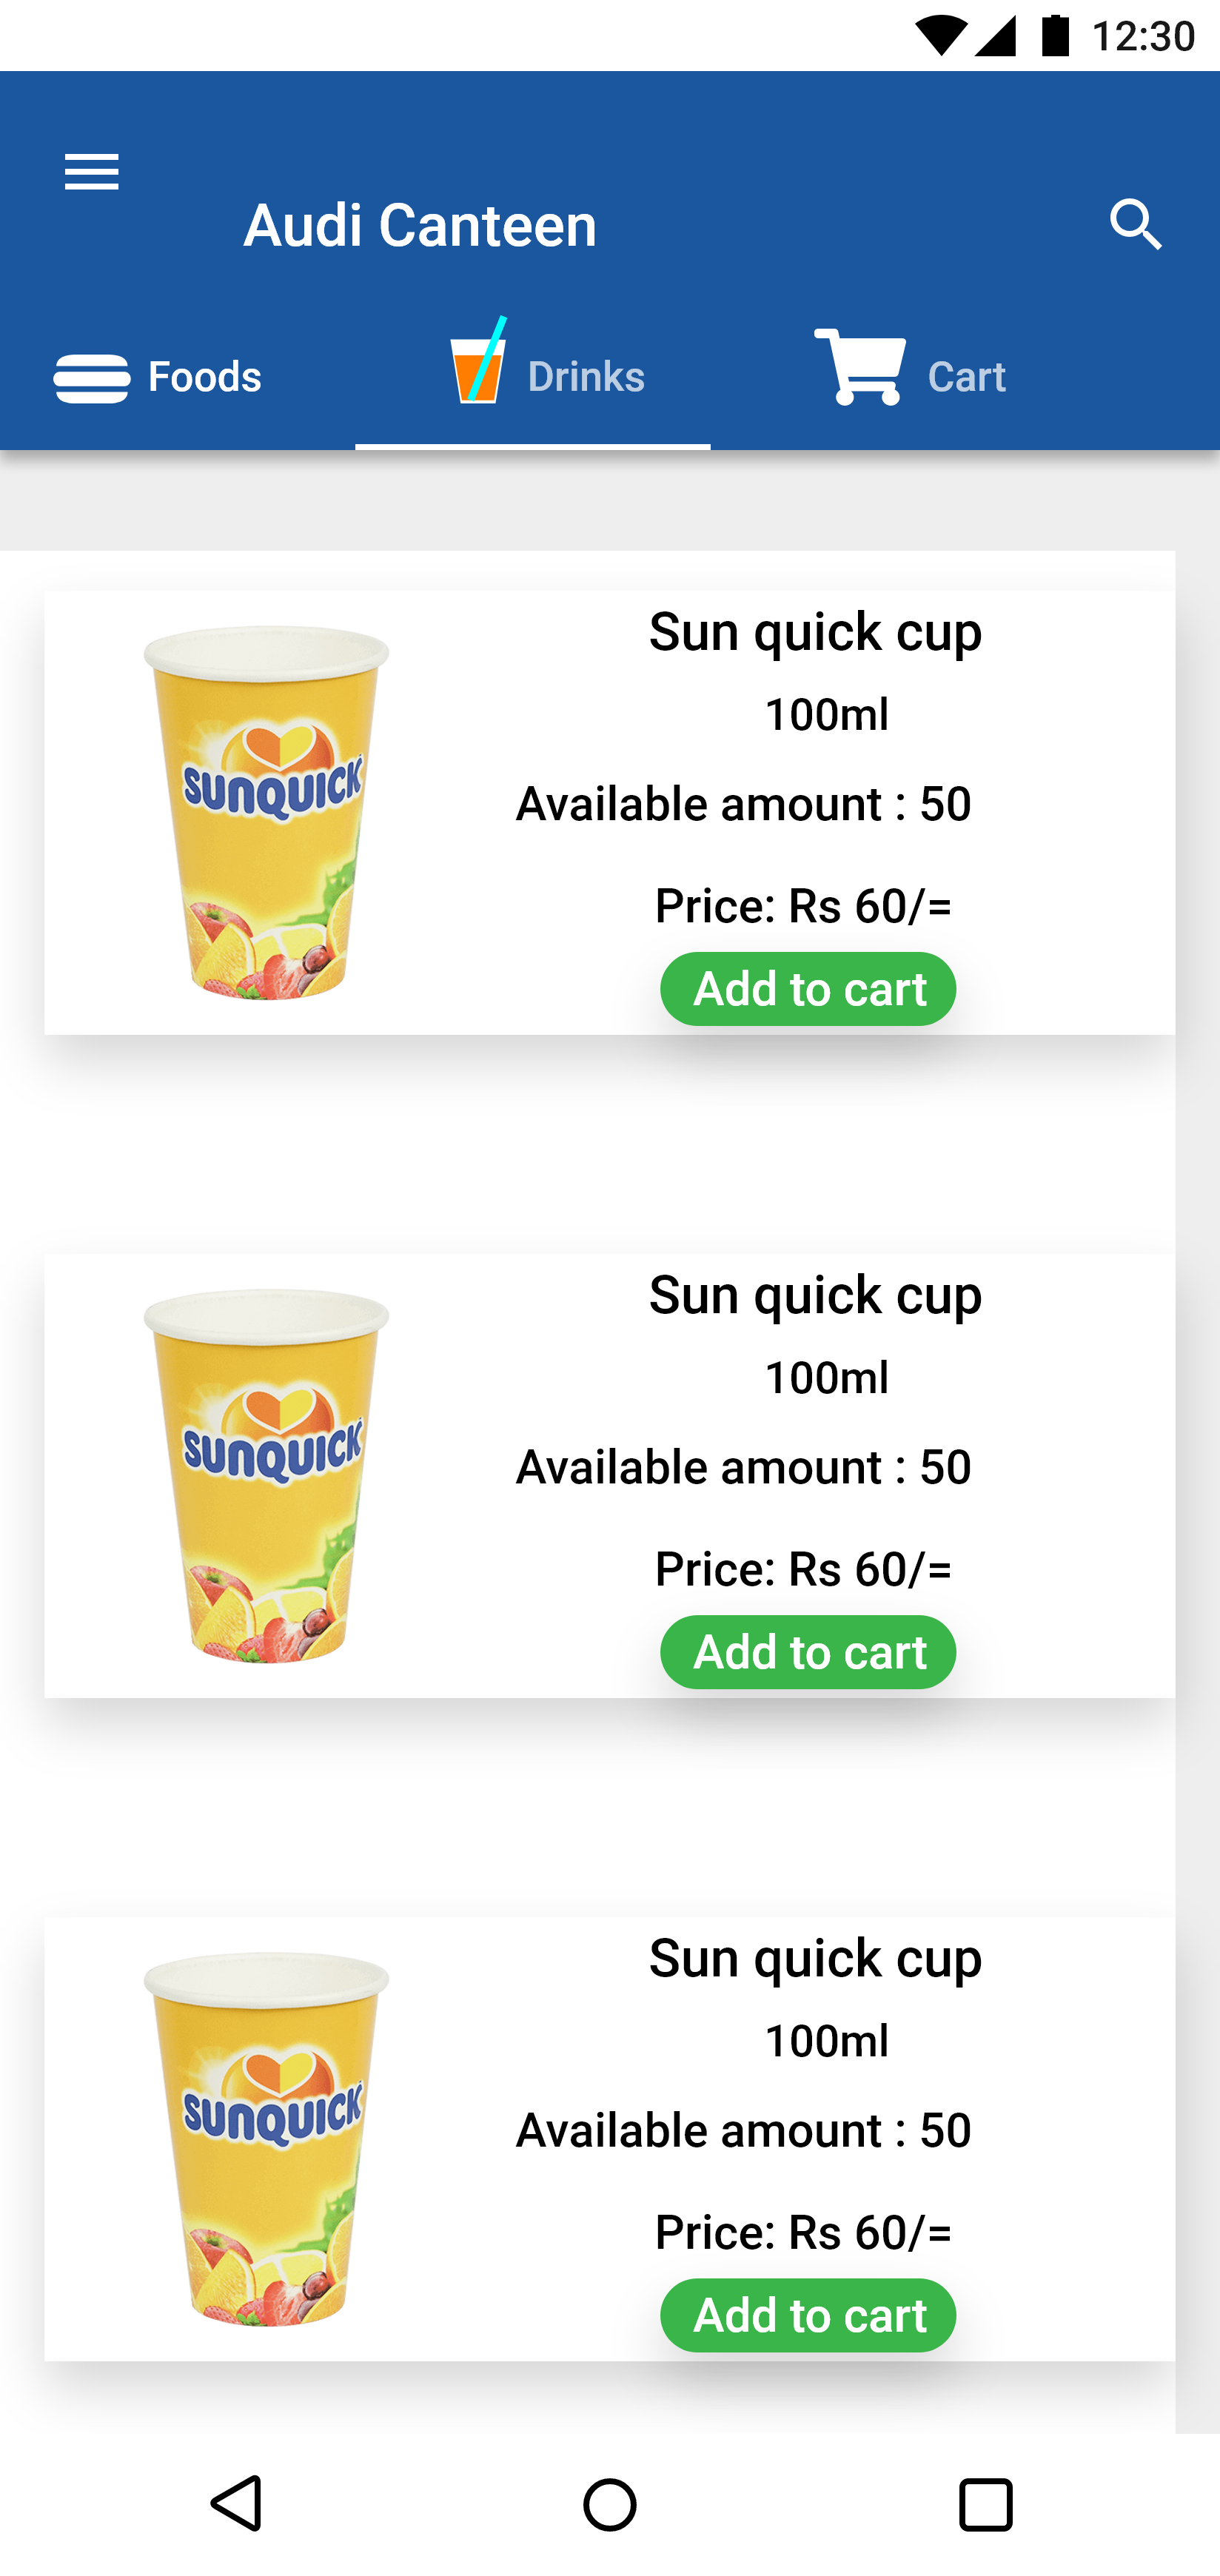 12:30
Audi Canteen
Foods
Drinks
Cart
Sun quick cup
100ml
SUNQUICK
Available amount : 50
Price: Rs 60/=
Add to cart
Sun quick cup
100ml
SUNQUICK
Available amount : 50
Price: Rs 60/=
Add to cart
Sun quick cup
100ml
SUNQUICK
Available amount : 50
Price: Rs 60/=
Add to cart